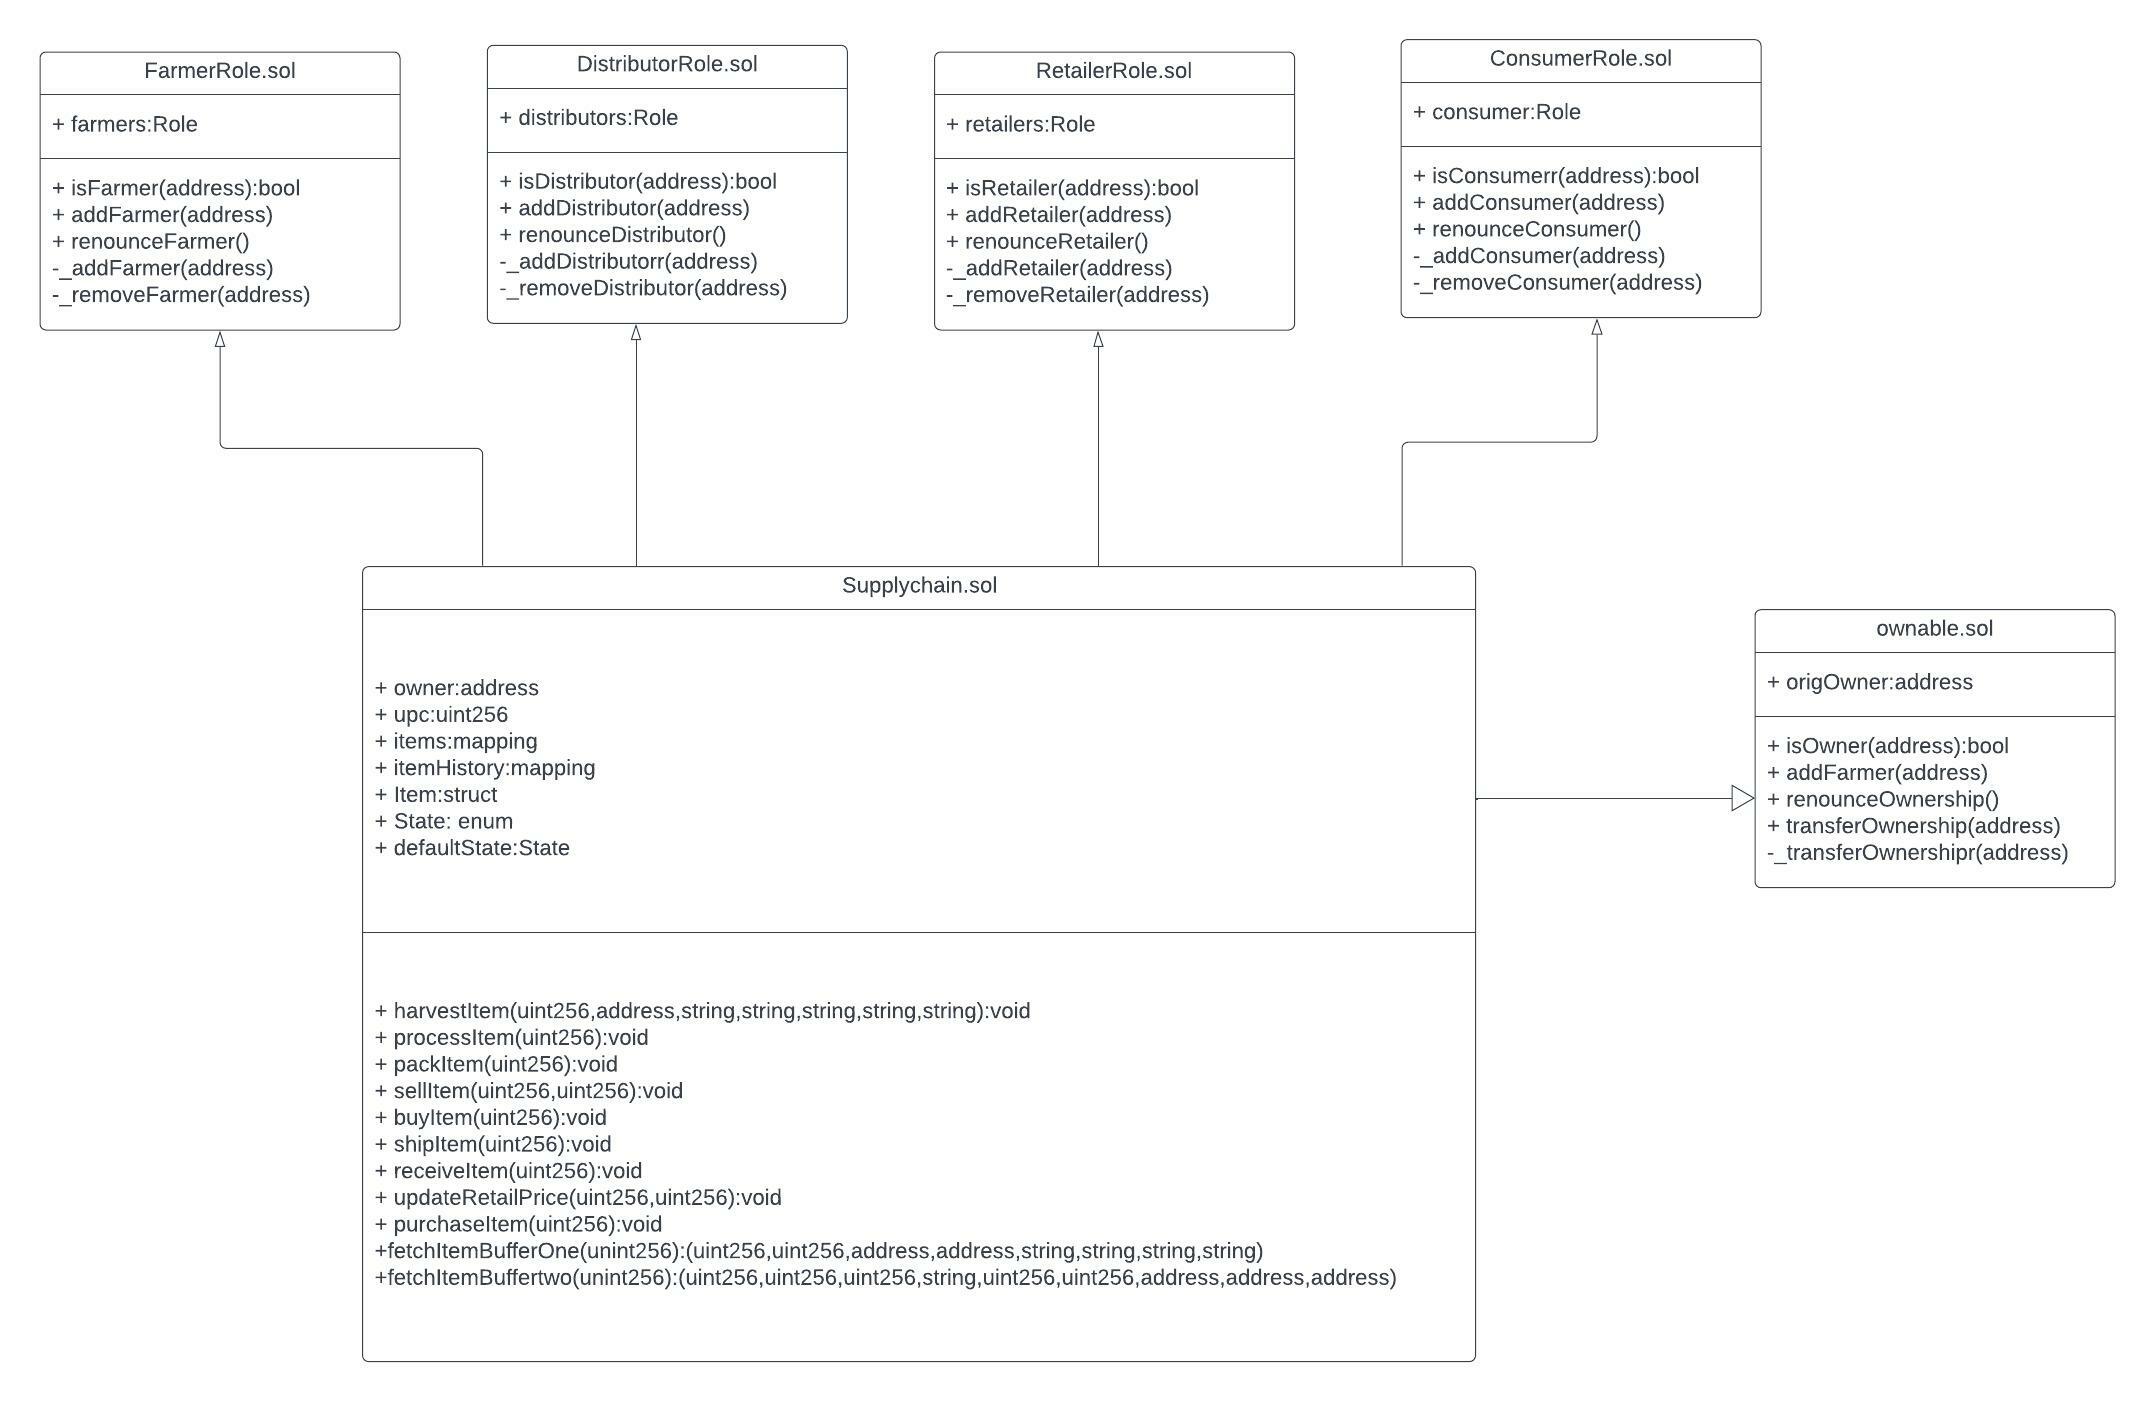 FarmerRole.sol
+ farmers:Role
+ isFarmer(address):bool
+ addFarmer(address)
+ renounceFarmer()
-_addFarmer(address)
-_removeFarmer(address)
DistributorRole.sol
+ distributors:Role
+ isDistributor(address):bool
+ addDistributor(address)
+ renounceDistributor()
-_addDistributorr(address)
-_removeDistributor(address)
RetailerRole.sol
+ retailers:Role
+ isRetailer(address):bool
+ addRetailer(address)
+ renounceRetailer()
-_addRetailer(address)
-_removeRetailer(address)
ConsumerRole.sol
+ consumer:Role
+ isConsumerr(address):bool
+ addConsumer(address)
+ renounceConsumer()
-_addConsumer(address)
-_removeConsumer(address)
Supplychain.sol
+ owner:address
+ upc:uint256
+ items:mapping
+ itemHistory:mapping
+ Item:struct
+ State: enum
+ defaultState:State
+ harvestItem(uint256,address,string,string,string,string,string):void
+ processItem(uint256):void
+ packItem(uint256):void
+ sellItem(uint256,uint256):void
+ buyItem(uint256):void
+ shipItem(uint256):void
+ receiveItem(uint256):void
+ updateRetailPrice(uint256,uint256):void
+ purchaseItem(uint256):void
+fetchItemBufferOne(unint256):(uint256,uint256,address,address,string,string,string,string)
+fetchItemBuffertwo(unint256):(uint256,uint256,uint256,string,uint256,uint256,address,address,address)
ownable.sol
+ origOwner:address
+ isOwner(address):bool
+ addFarmer(address)
+ renounceOwnership()
+ transferOwnership(address)
-_transferOwnershipr(address)